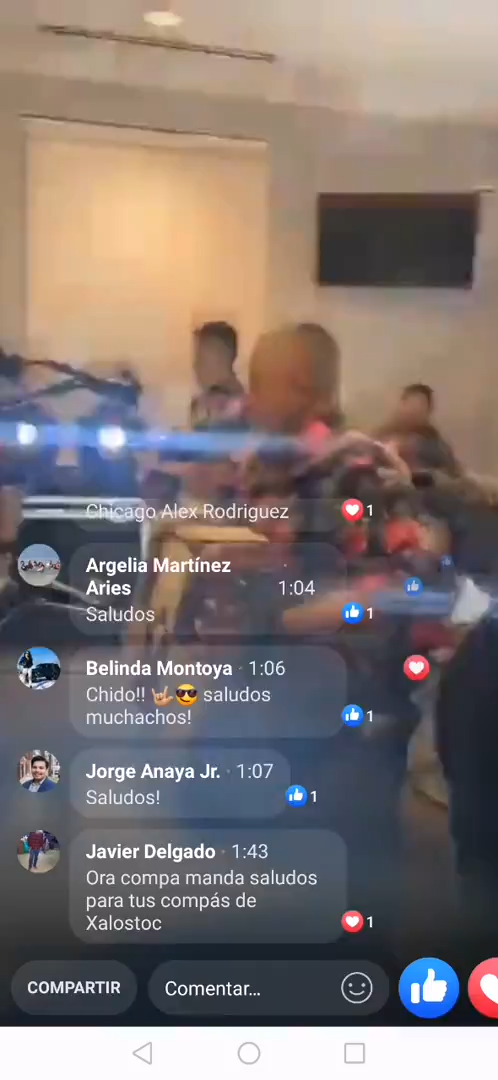 Chicago Alex Rodriguez
1
Argelia Martínez
Aries · 1:04
Saludos
1
Belinda Montoya · 1:06
Chido!! 🤟😎 saludos
muchachos!
1
Jorge Anaya Jr. · 1:07
Saludos!
1
Javier Delgado · 1:43
Ora compa manda saludos
para tus compás de
Xalostoc
1
COMPARTIR
Comentar...